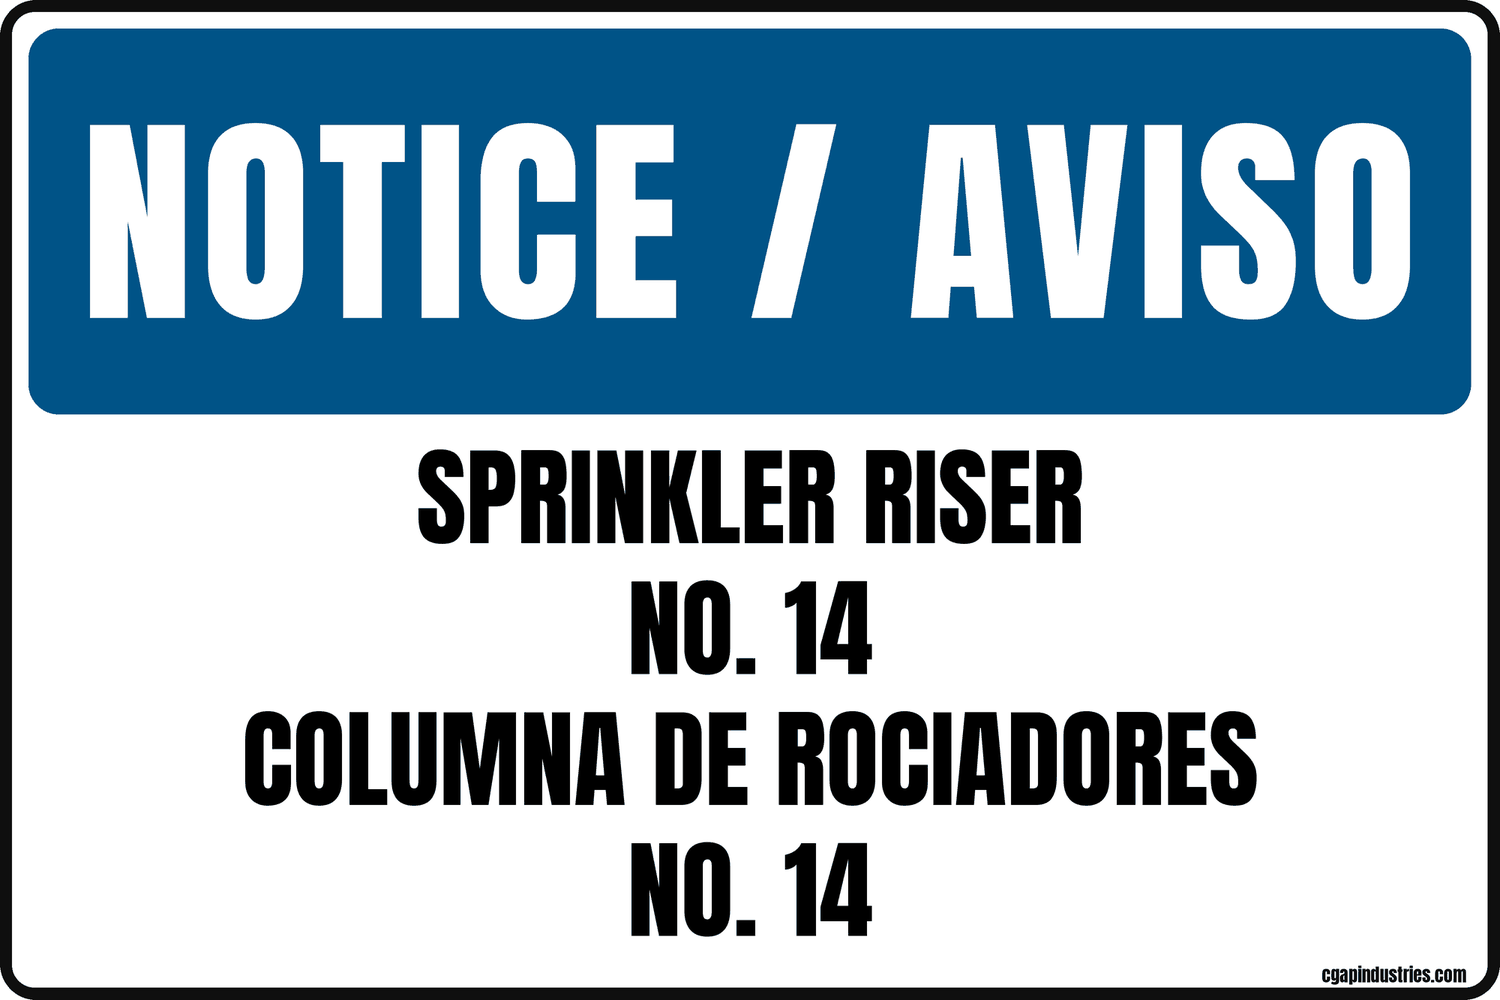 NOTICE / AVISO
SPRINKLER RISER
NO. 14
COLUMNA DE ROCIADORES
NO. 14
cgapindustries.com